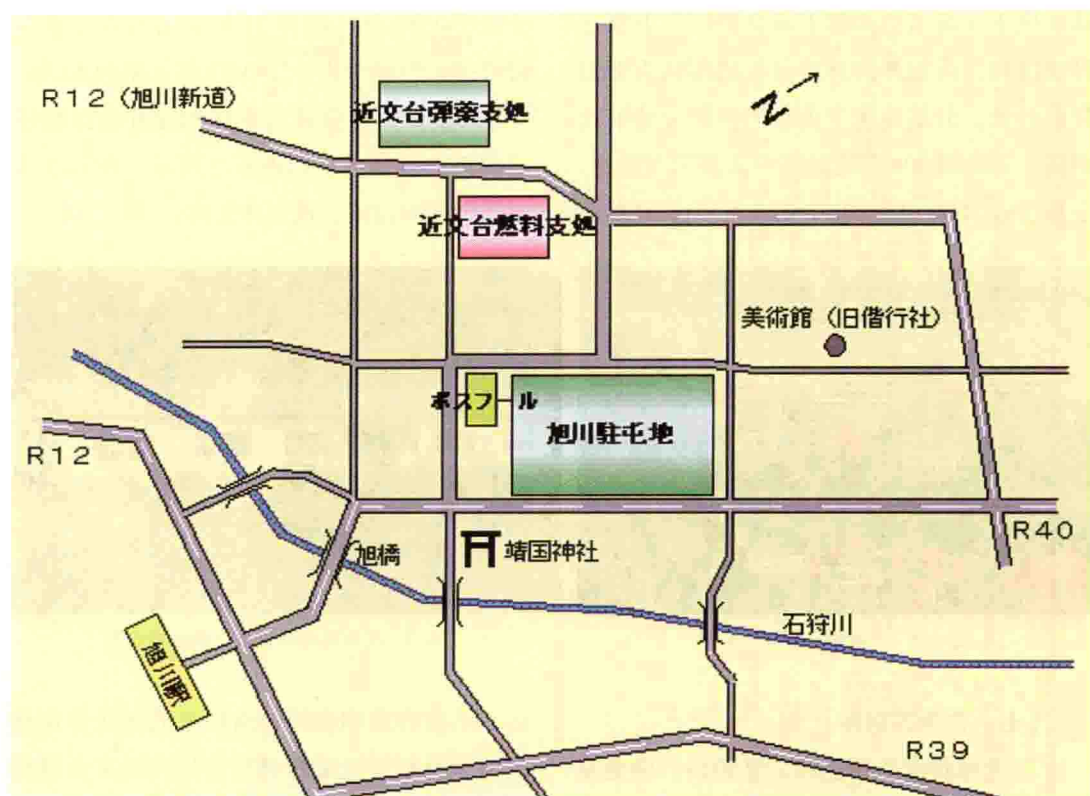 R12（旭川新道）
近文台弾薬支処
N
近文台燃料支処
美術館（旧偕行社）
ポスフール
旭川駐屯地
R12
R40
旭橋
靖国神社
石狩川
旭川駅
R39